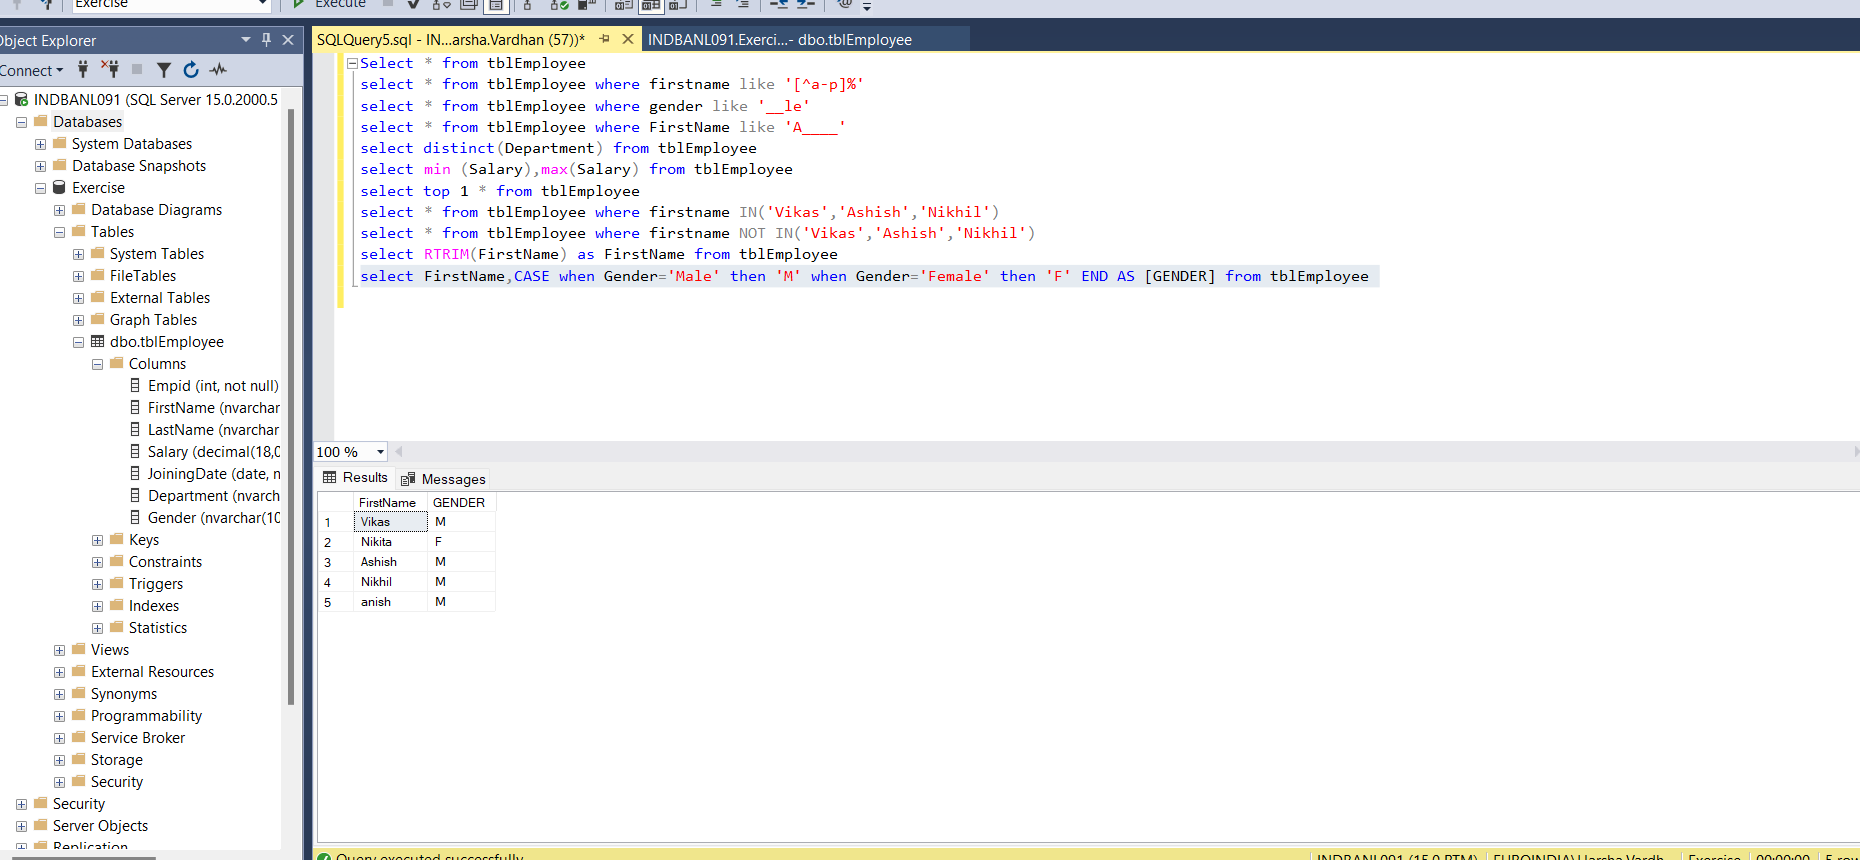 Exercise
Execute
Object Explorer
SQLQuery5.sql - IN...arsha.Vardhan (57))*
INDBANL091.Exerci...- dbo.tblEmployee
Connect
INDBANL091 (SQL Server 15.0.2000.5
Databases
System Databases
Database Snapshots
Exercise
Database Diagrams
Tables
System Tables
FileTables
External Tables
Graph Tables
dbo.tblEmployee
Columns
Empid (int, not null)
FirstName (nvarchar
LastName (nvarchar
Salary (decimal(18,0
JoiningDate (date, n
Department (nvarch
Gender (nvarchar(10
Keys
Constraints
Triggers
Indexes
Statistics
Views
External Resources
Synonyms
Programmability
Service Broker
Storage
Security
Security
Server Objects
Replication
Select * from tblEmployee
select * from tblEmployee where firstname like '[^a-p]%'
select * from tblEmployee where gender like '__le'
select * from tblEmployee where FirstName like 'A____'
select distinct(Department) from tblEmployee
select min (Salary),max(Salary) from tblEmployee
select top 1 * from tblEmployee
select * from tblEmployee where firstname IN('Vikas','Ashish','Nikhil')
select * from tblEmployee where firstname NOT IN('Vikas','Ashish','Nikhil')
select RTRIM(FirstName) as FirstName from tblEmployee
select FirstName,CASE when Gender='Male' then 'M' when Gender='Female' then 'F' END AS [GENDER] from tblEmployee
100 %
Results
Messages
FirstName GENDER
1 Vikas M
2 Nikita F
3 Ashish M
4 Nikhil M
5 anish M
Query executed successfully
INDBANL091 (15.0 RTM)
EUROINDIA\Harsha.Vardh...
Exercise
00:00:00
5 row